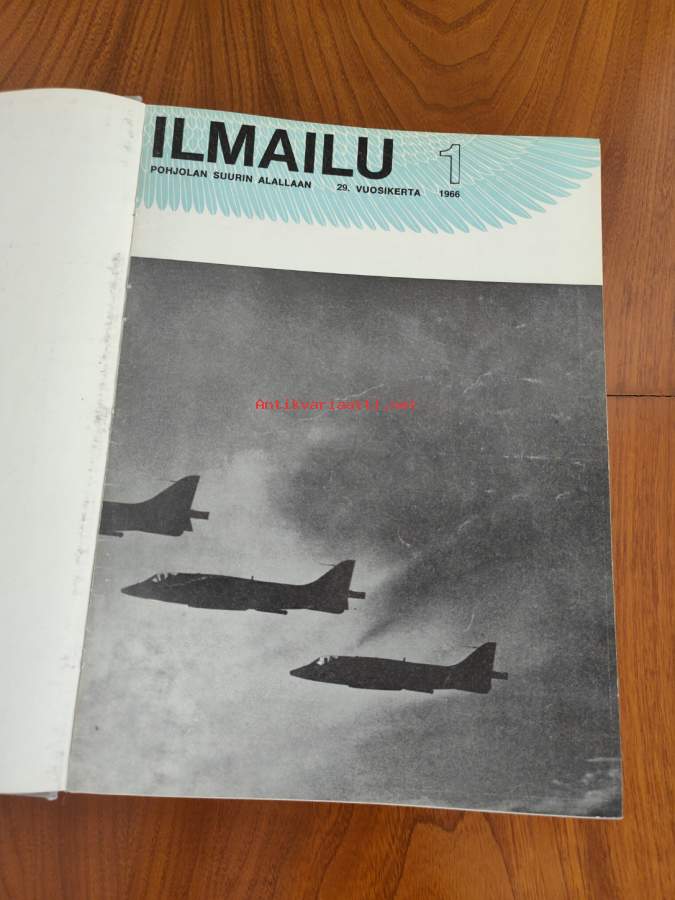 ILMAILU 1
POHJOLAN SUURIN ALALLAAN 29. VUOSIKERTA 1966
Antikvariaatti.net